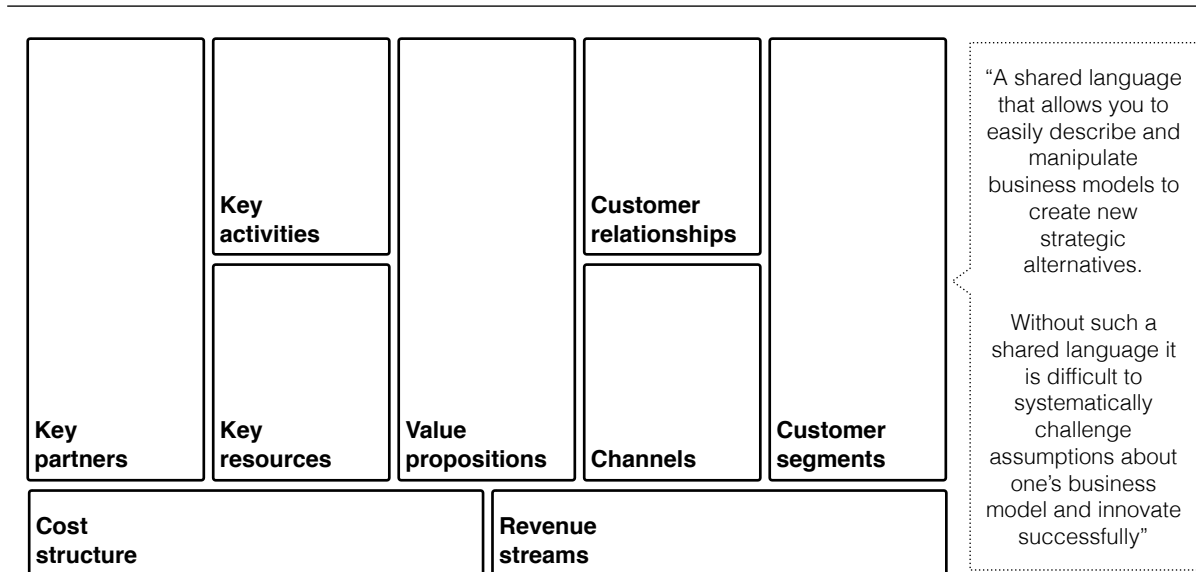 Key
partners
Key
activities
Key
resources
Value
propositions
Customer
relationships
Channels
Customer
segments
Cost
structure
Revenue
streams
“A shared language
that allows you to
easily describe and
manipulate
business models to
create new
strategic
alternatives.
Without such a
shared language it
is difficult to
systematically
challenge
assumptions about
one’s business
model and innovate
successfully”